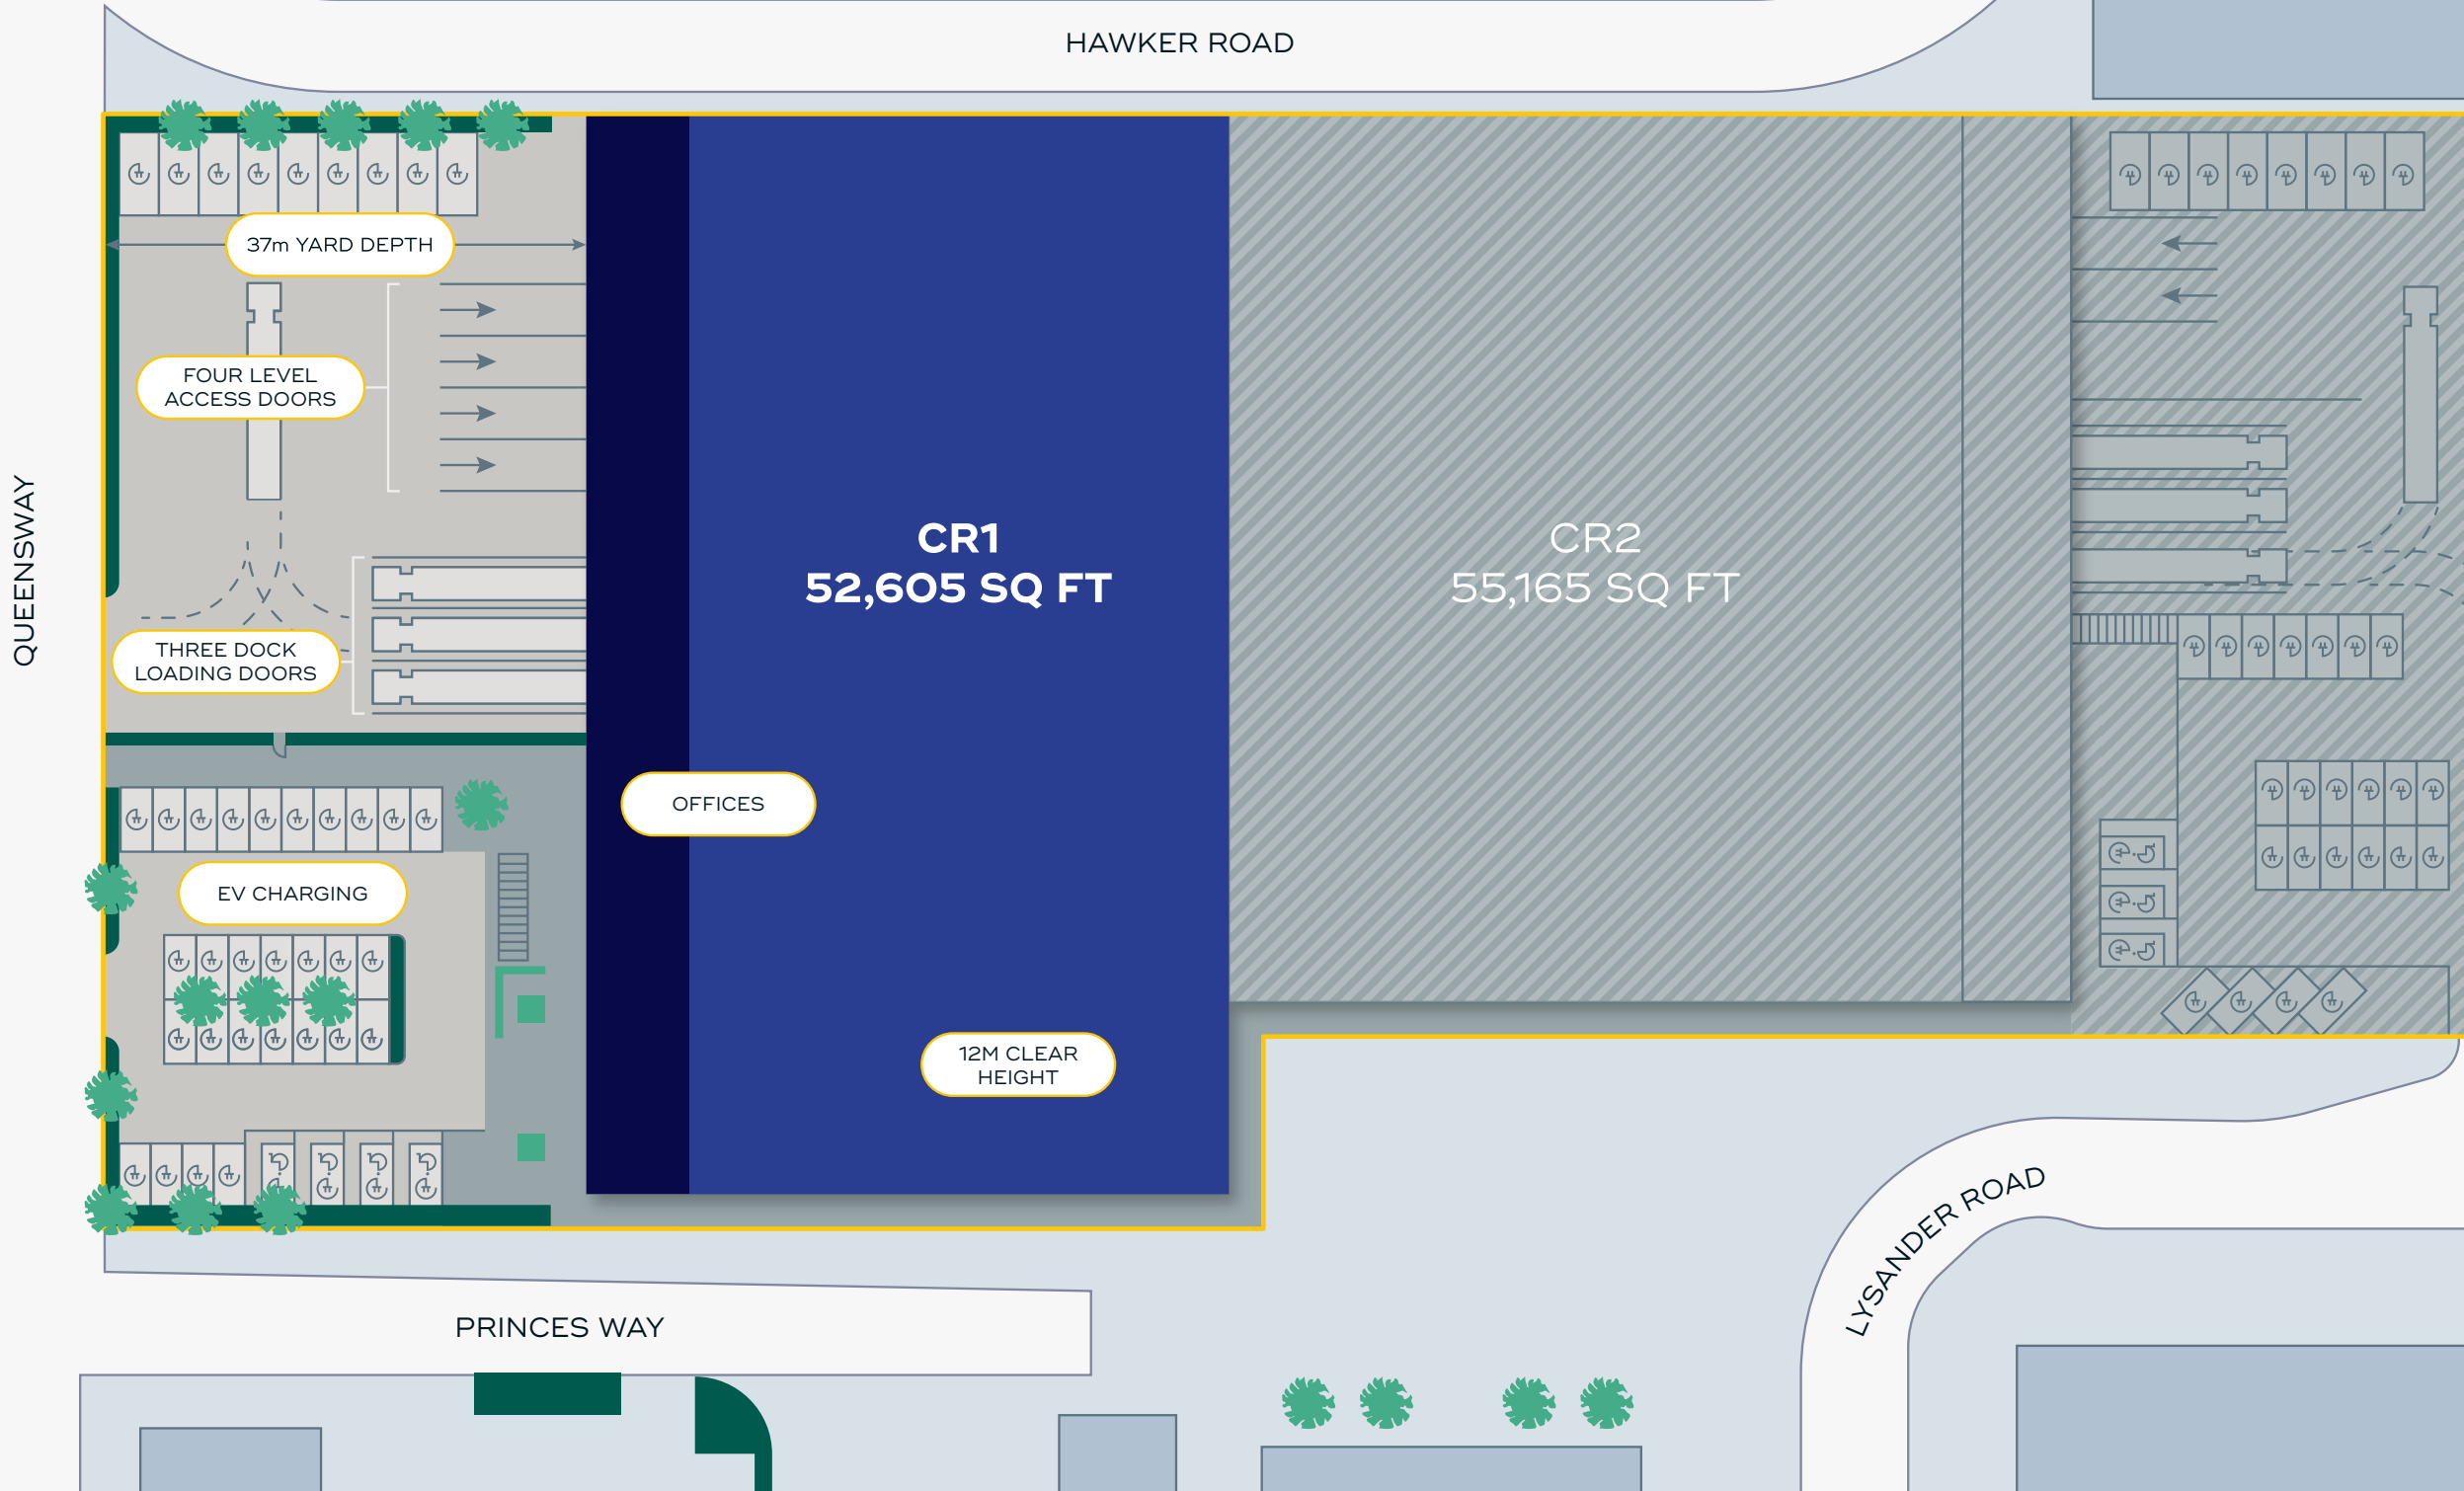 HAWKER ROAD
37m YARD DEPTH
FOUR LEVEL
ACCESS DOORS
QUEENSWAY
CR1
52,605 SQ FT
CR2
55,165 SQ FT
THREE DOCK
LOADING DOORS
OFFICES
EV CHARGING
12M CLEAR
HEIGHT
LYSANDER ROAD
PRINCES WAY